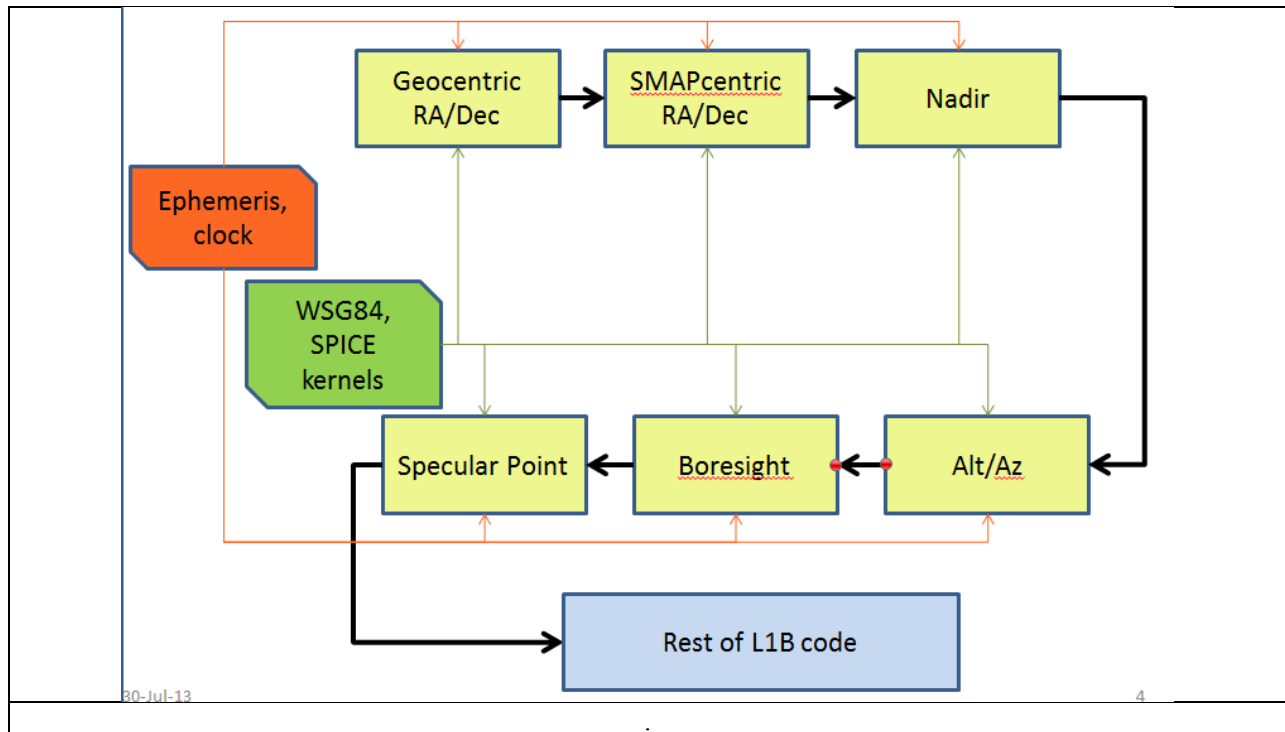 Geocentric
RA/Dec
SMAPcentric
RA/Dec
Nadir
Ephemeris,
clock
WSG84,
SPICE
kernels
Specular Point
Boresight
Alt/Az
Rest of L1B code
30-Jul-13
4
.